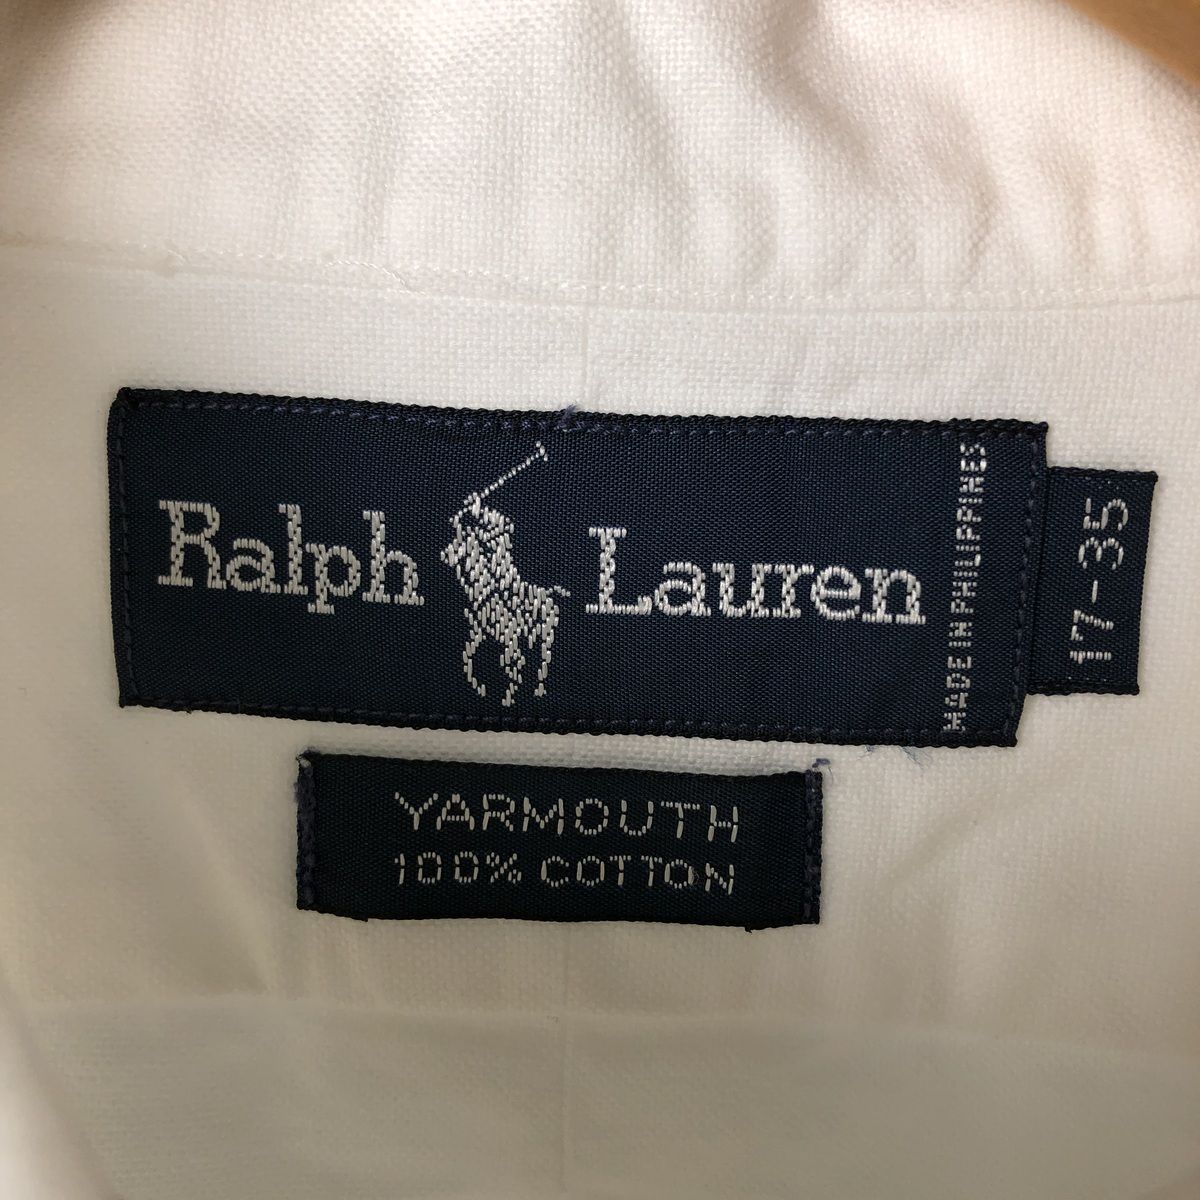 Ralph Lauren
MADE IN PHILIPPINES
17-35
YARMOUTH
100% COTTON